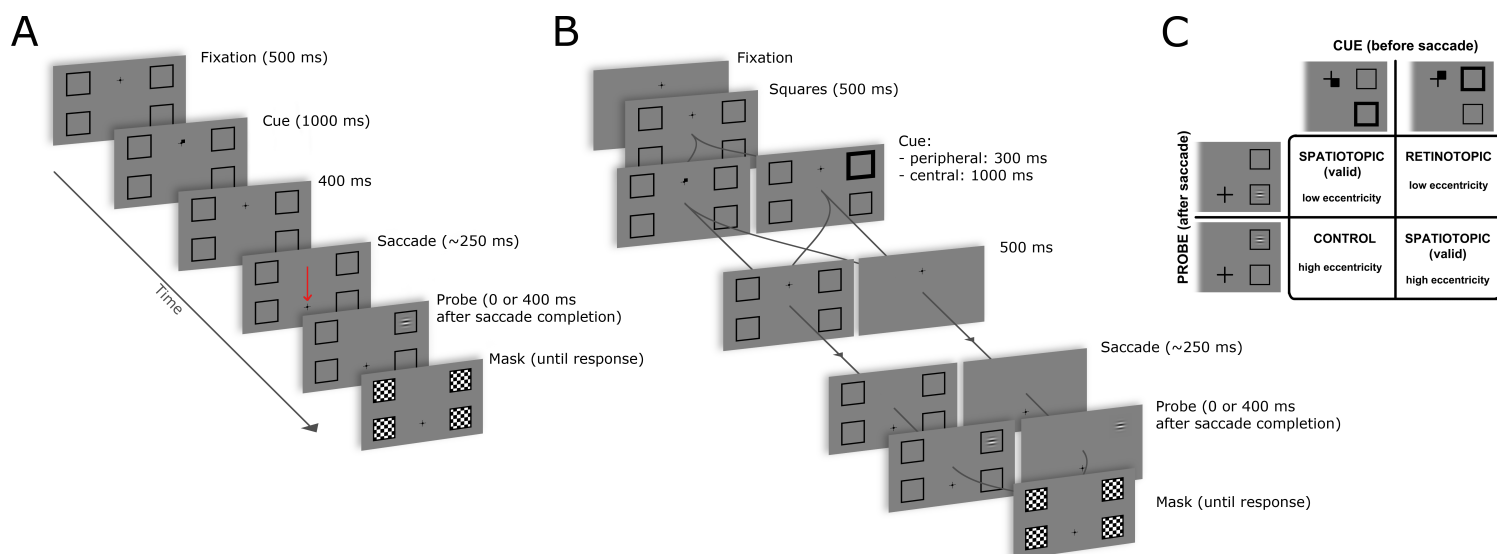 A
Fixation (500 ms)
Cue (1000 ms)
400 ms
Saccade (~250 ms)
Probe (0 or 400 ms
after saccade completion)
Mask (until response)
Time
B
Fixation
Squares (500 ms)
Cue:
- peripheral: 300 ms
- central: 1000 ms
500 ms
Saccade (~250 ms)
Probe (0 or 400 ms
after saccade completion)
Mask (until response)
C
CUE (before saccade)
PROBE (after saccade)
SPATIOTOPIC
(valid)
low eccentricity
RETINOTOPIC
low eccentricity
CONTROL
high eccentricity
SPATIOTOPIC
(valid)
high eccentricity